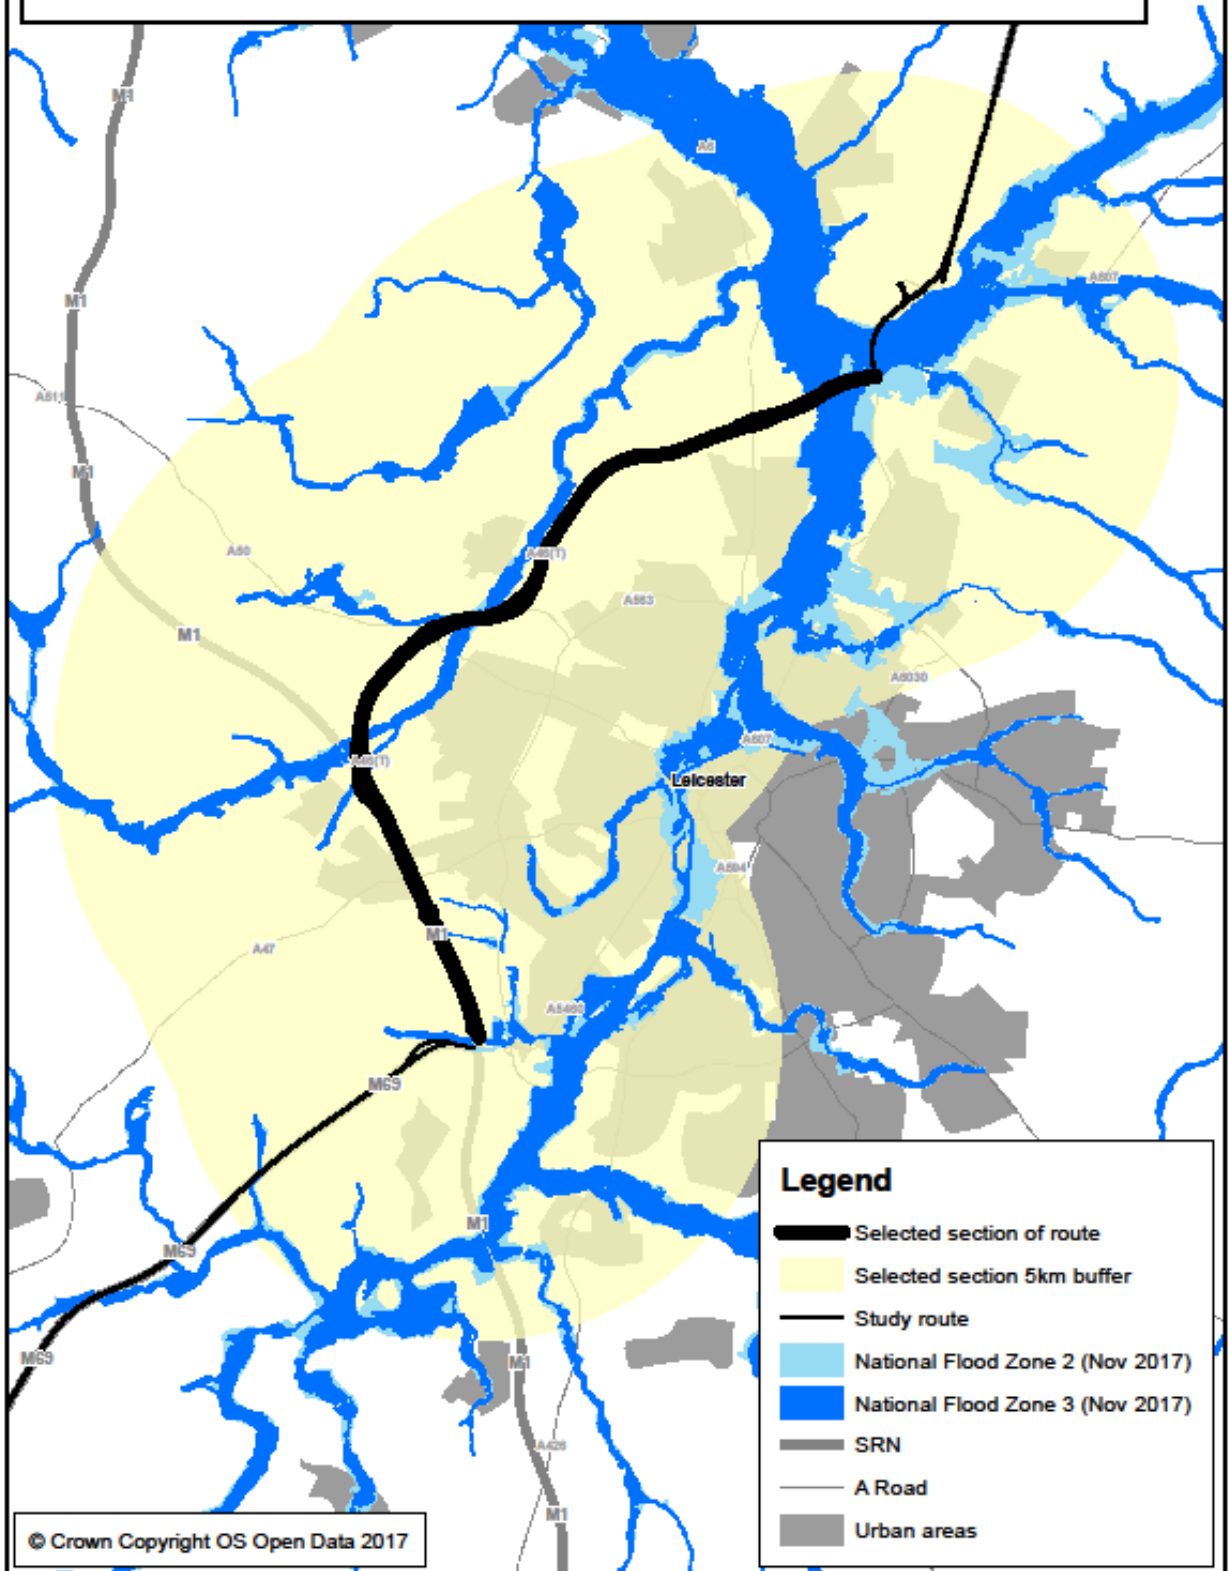 M1
A6
M1
A607
A511
M1
A50
A46(T)
A563
M1
A6030
A607
A46(T)
Leicester
A594
M1
A47
A5460
M69
M1
M69
M69
M1
A426
M1
Legend
Selected section of route
Selected section 5km buffer
Study route
National Flood Zone 2 (Nov 2017)
National Flood Zone 3 (Nov 2017)
SRN
A Road
Urban areas
© Crown Copyright OS Open Data 2017